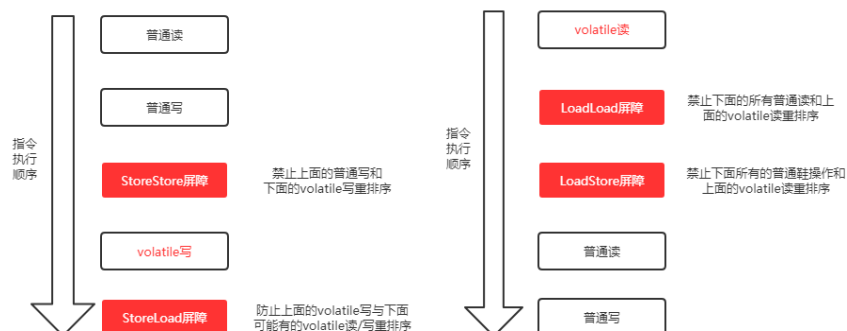 普通读
普通写
指令
执行
顺序
StoreStore屏障
禁止上面的普通写和
下面的volatile写重排序
volatile写
StoreLoad屏障
防止上面的volatile写与下面
可能有的volatile读/写重排序
volatile读
LoadLoad屏障
禁止下面的所有普通读和上
面的volatile读重排序
指令
执行
顺序
LoadStore屏障
禁止下面所有的普通鞋操作和
上面的volatile读重排序
普通读
普通写